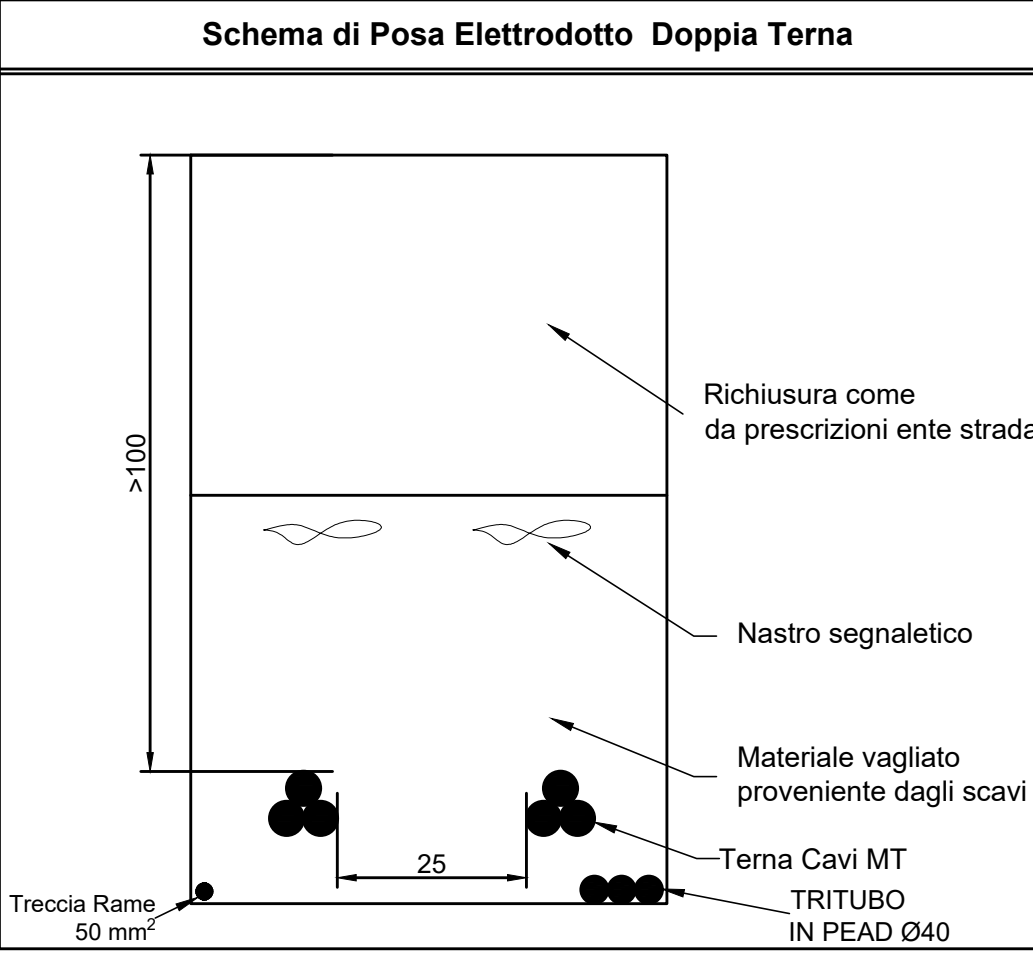 Schema di Posa Elettrodotto Doppia Terna
>100
Richiusura come
da prescrizioni ente strada
Nastro segnaletico
Materiale vagliato
proveniente dagli scavi
25
Terna Cavi MT
Treccia Rame
50 mm²
TRITUBO
IN PEAD Ø40